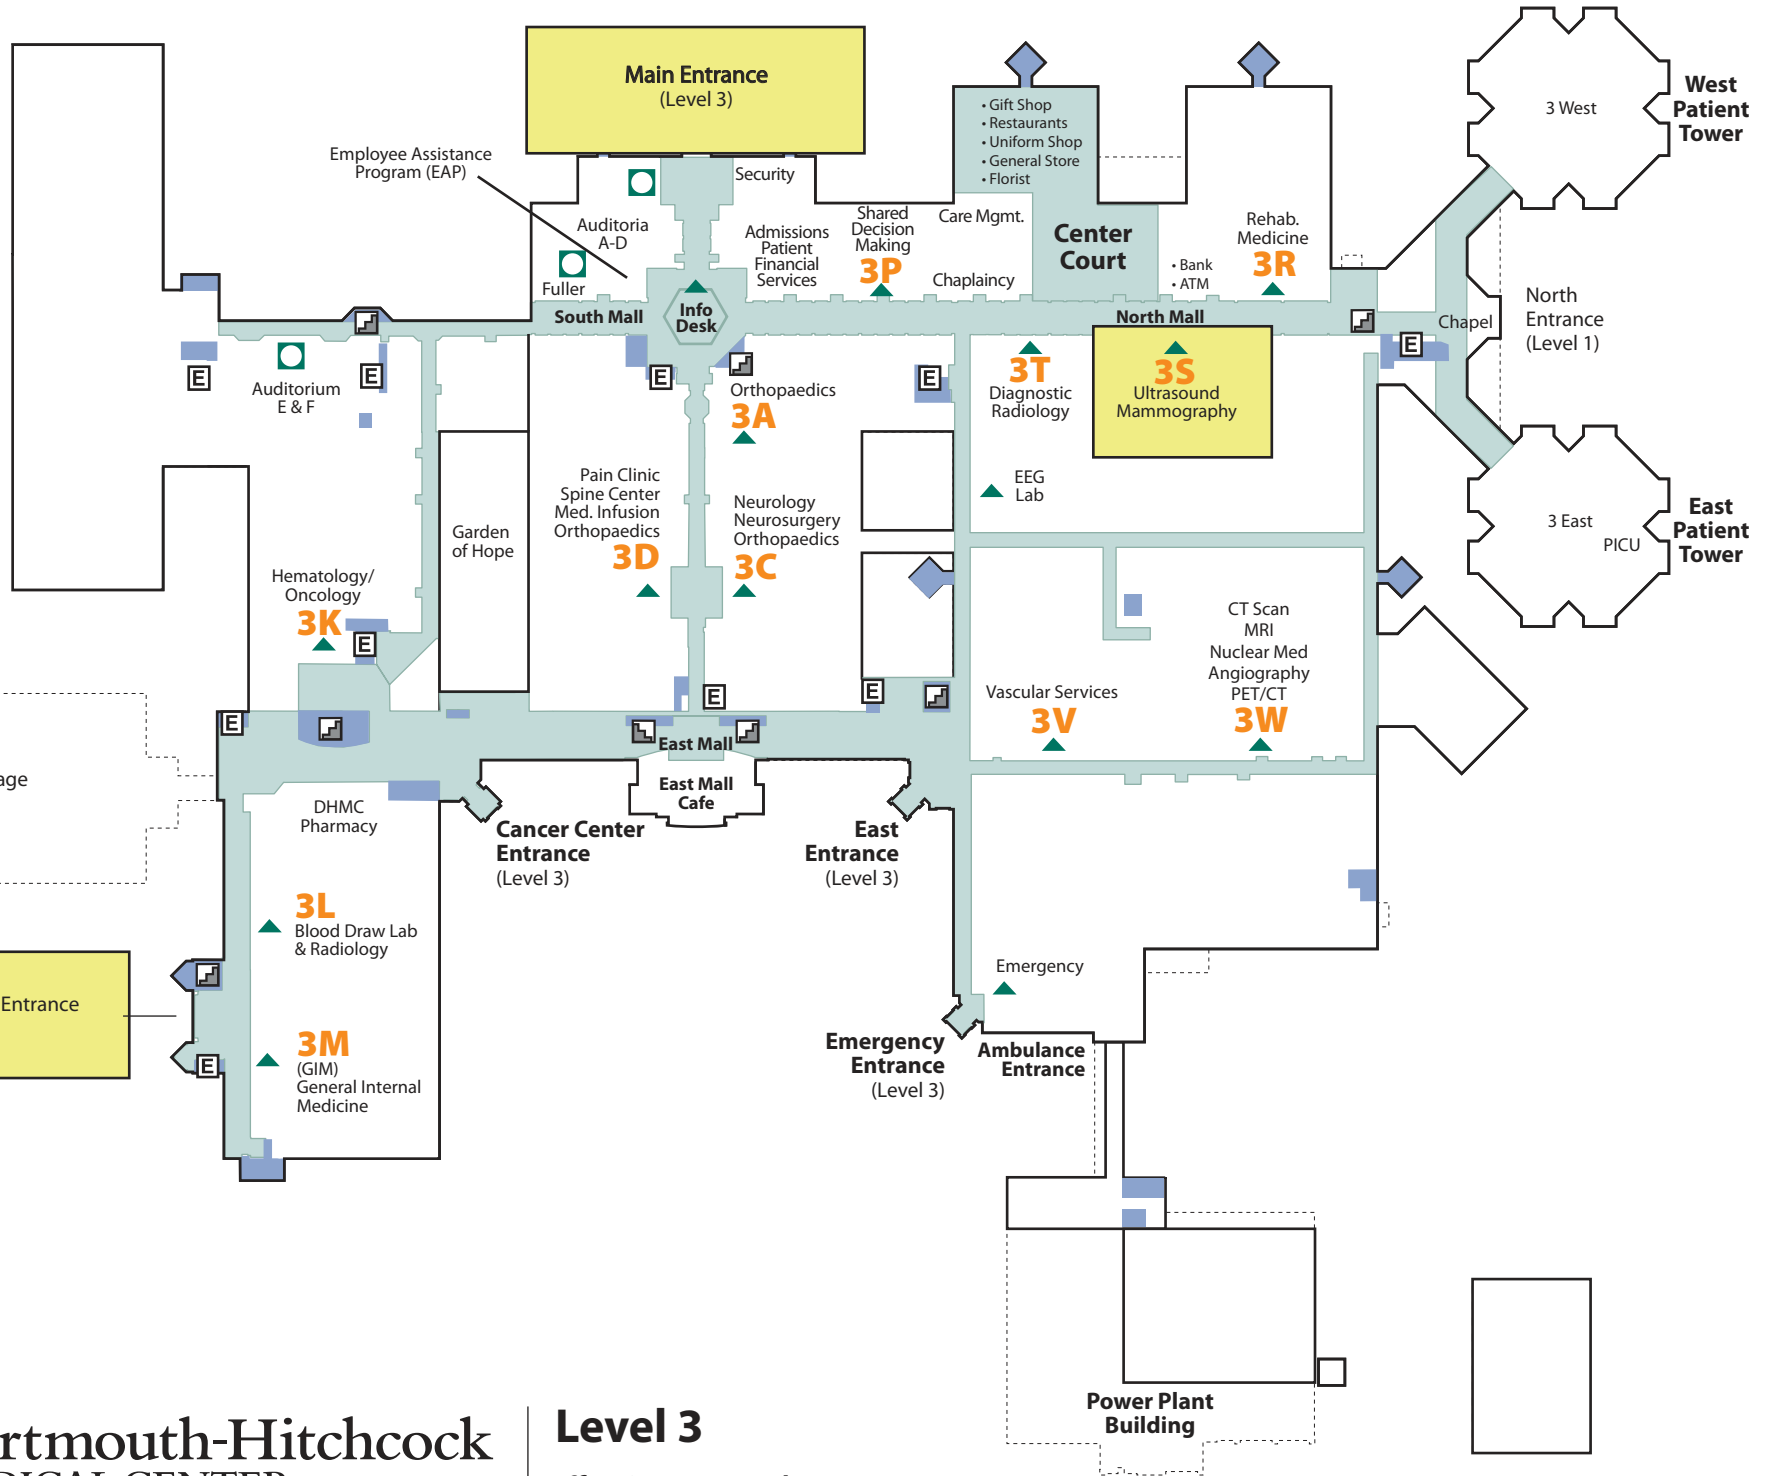 Main Entrance
(Level 3)
• Gift Shop
• Restaurants
• Uniform Shop
• General Store
• Florist
3 West
West
Patient
Tower
Employee Assistance
Program (EAP)
Security
Auditoria
A-D
Fuller
Admissions
Patient
Financial
Services
Shared
Decision
Making
3P
Care Mgmt.
Chaplaincy
Center
Court
• Bank
• ATM
Rehab.
Medicine
3R
South Mall
Info
Desk
North Mall
Chapel
North
Entrance
(Level 1)
E
Auditorium
E & F
E
E
Orthopaedics
3A
E
3T
Diagnostic
Radiology
3S
Ultrasound
Mammography
E
EEG
Lab
Garden
of Hope
Pain Clinic
Spine Center
Med. Infusion
Orthopaedics
3D
Neurology
Neurosurgery
Orthopaedics
3C
3 East
PICU
East
Patient
Tower
Hematology/
Oncology
3K
E
CT Scan
MRI
Nuclear Med
Angiography
PET/CT
3W
Vascular Services
3V
E
E
E
East Mall
East Mall
Cafe
age
DHMC
Pharmacy
Cancer Center
Entrance
(Level 3)
East
Entrance
(Level 3)
3L
Blood Draw Lab
& Radiology
Entrance
3M
(GIM)
General Internal
Medicine
E
Emergency
Emergency
Entrance
(Level 3)
Ambulance
Entrance
Power Plant
Building
rtmouth-Hitchcock
DICAL CENTER
Level 3